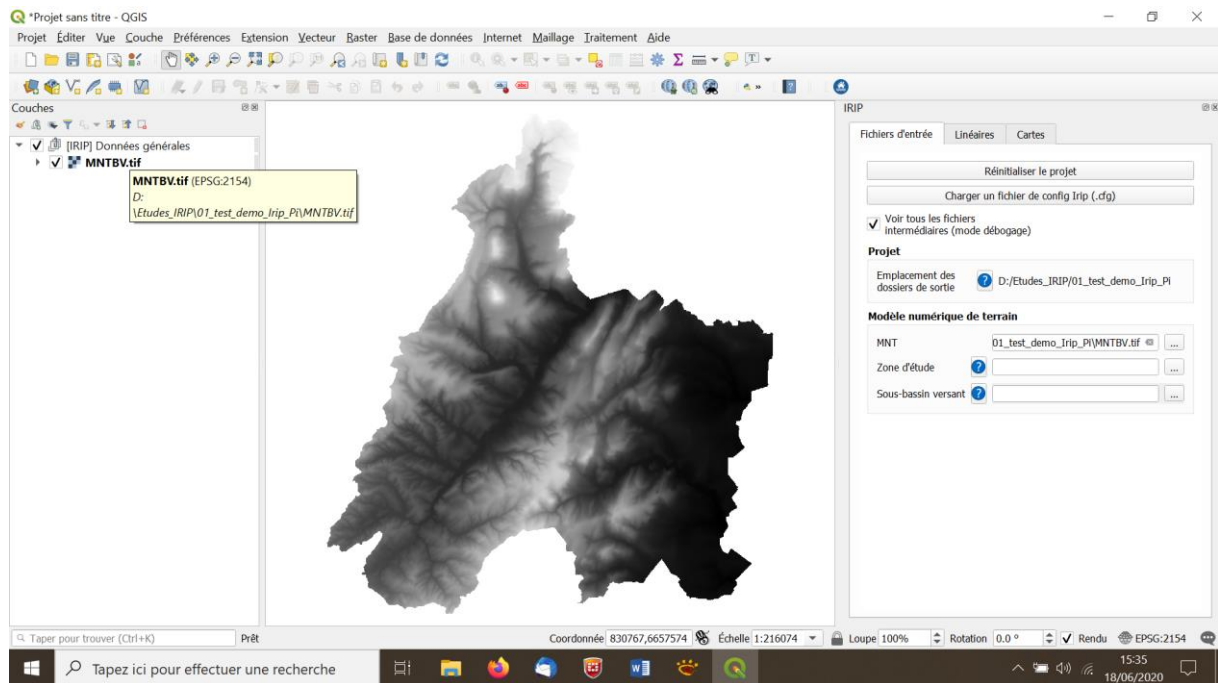 *Projet sans titre - QGIS
Projet Éditer Vue Couche Préférences Extension Vecteur Raster Base de données Internet Maillage Traitement Aide
Couches
[IRIP] Données générales
MNTBV.tif
MNTBV.tif (EPSG:2154)
D:
\Etudes_IRIP\01_test_demo_Irip_Pi\MNTBV.tif
IRIP
Fichiers d'entrée Linéaires Cartes
Réinitialiser le projet
Charger un fichier de config Irip (.cfg)
Voir tous les fichiers
intermédiaires (mode débogage)
Projet
Emplacement des
dossiers de sortie ? D:/Etudes_IRIP/01_test_demo_Irip_Pi
Modèle numérique de terrain
MNT 01_test_demo_Irip_Pi\MNTBV.tif ...
Zone d'étude ? ...
Sous-bassin versant ? ...
Taper pour trouver (Ctrl+K) Prêt Coordonnée 830767,6657574 Échelle 1:216074 Loupe 100% Rotation 0.0 ° Rendu EPSG:2154
Tapez ici pour effectuer une recherche
15:35
18/06/2020